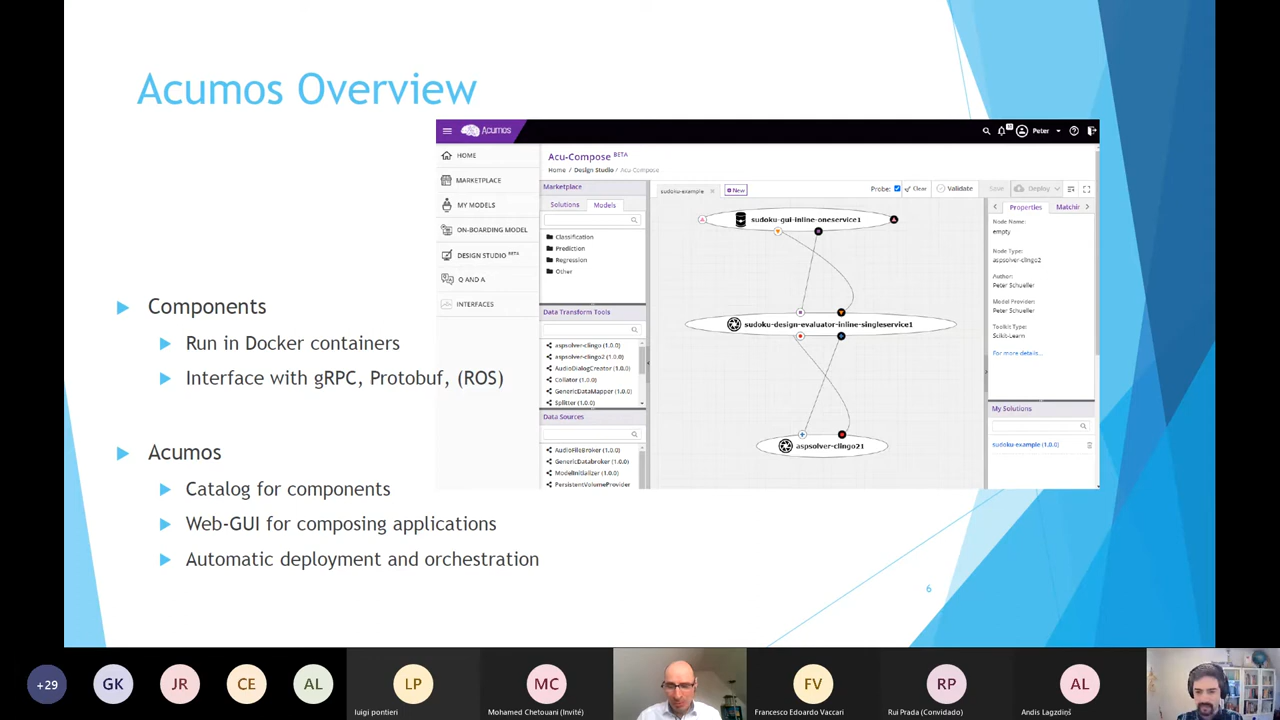 Acumos Overview
Acumos
Peter
HOME
MARKETPLACE
MY MODELS
ON-BOARDING MODEL
DESIGN STUDIO BETA
Q AND A
INTERFACES
Acu-Compose BETA
Home / Design Studio / Acu Compose
Marketplace
Solutions Models
Classification
Prediction
Regression
Other
Data Transform Tools
aspsolver-clingo (1.0.0)
aspsolver-clingo2 (1.0.0)
AudioDialogCreator (1.0.0)
Collator (1.0.0)
GenericDataMapper (1.0.0)
Splitter (1.0.0)
Data Sources
AudioFileBroker (1.0.0)
GenericDatabroker (1.0.0)
ModelInitializer (1.0.0)
PersistentVolumeProvider
sudoku-example × New
Probe: Clear Validate Save Deploy
sudoku-gui-inline-oneservice1
sudoku-design-evaluator-inline-singleservice1
aspsolver-clingo21
Properties Matchin
Node Name:
empty
Node Type:
aspsolver-clingo2
Author:
Peter Schueller
Model Provider:
Peter Schueller
Toolkit Type:
Scikit-Learn
For more details...
My Solutions
sudoku-example (1.0.0)
Components
Run in Docker containers
Interface with gRPC, Protobuf, (ROS)
Acumos
Catalog for components
Web-GUI for composing applications
Automatic deployment and orchestration
6
+29
GK
JR
CE
AL
LP
luigi pontieri
MC
Mohamed Chetouani (Invité)
FV
Francesco Edoardo Vaccari
RP
Rui Prada (Convidado)
AL
Andis Lagzdiņš